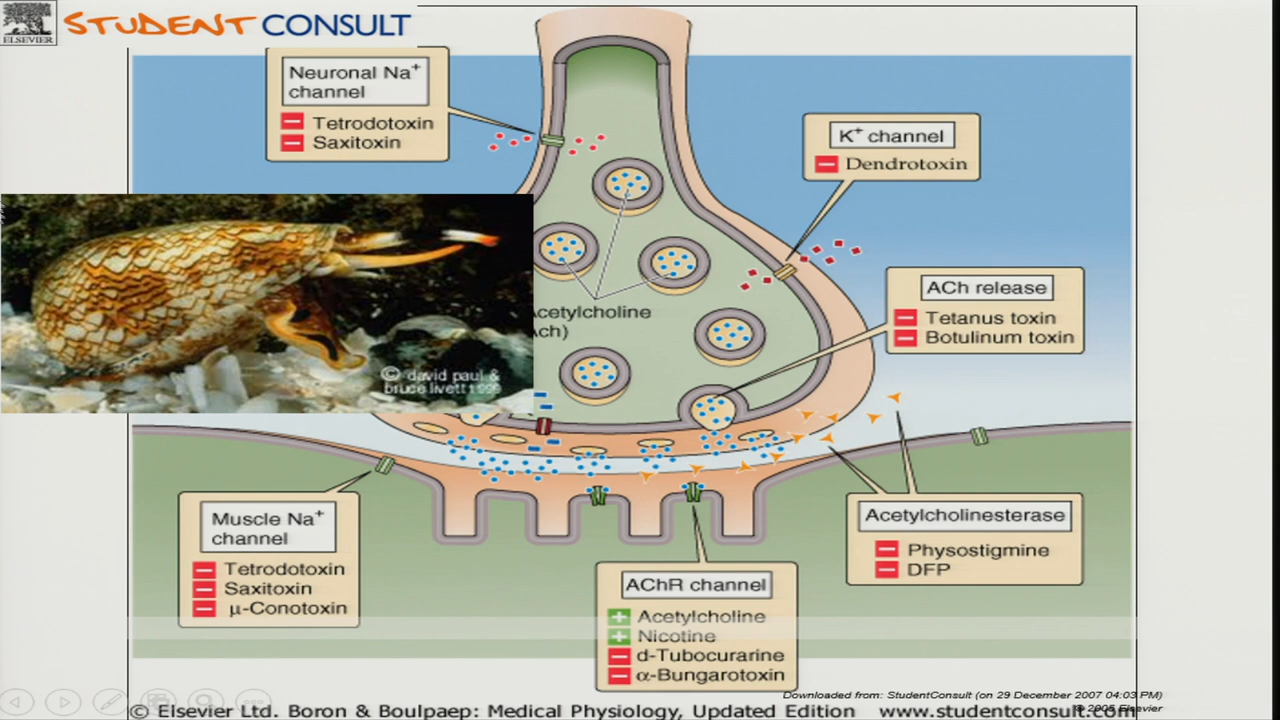 ELSEVIER
STUDENT CONSULT
Neuronal Na+
channel
Tetrodotoxin
Saxitoxin
K+ channel
Dendrotoxin
ACh release
Tetanus toxin
Botulinum toxin
cetylcholine
ch)
© david paul &
bruce livett 1999
Muscle Na+
channel
Tetrodotoxin
Saxitoxin
μ-Conotoxin
Acetylcholinesterase
Physostigmine
DFP
AChR channel
Acetylcholine
Nicotine
d-Tubocurarine
α-Bungarotoxin
Downloaded from: StudentConsult (on 29 December 2007 04:03 PM)
© 2005 Elsevier
© Elsevier Ltd. Boron & Boulpaep: Medical Physiology, Updated Edition www.studentconsult.com